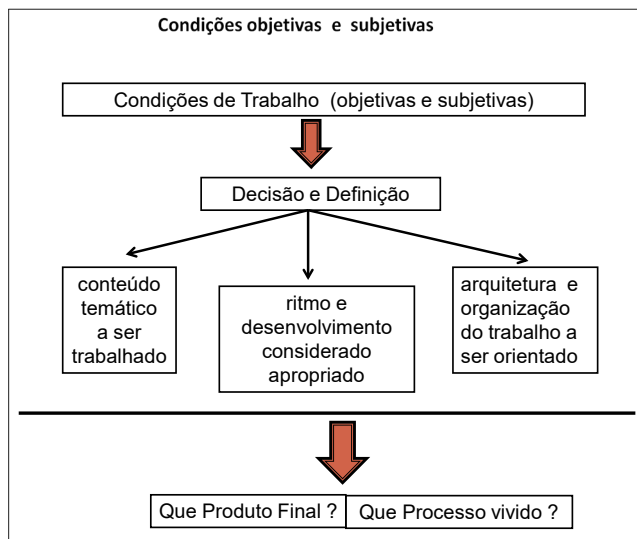 Condições objetivas e subjetivas
Condições de Trabalho (objetivas e subjetivas)
Decisão e Definição
conteúdo
temático
a ser
trabalhado
ritmo e
desenvolvimento
considerado
apropriado
arquitetura e
organização
do trabalho a
ser orientado
Que Produto Final ?
Que Processo vivido ?